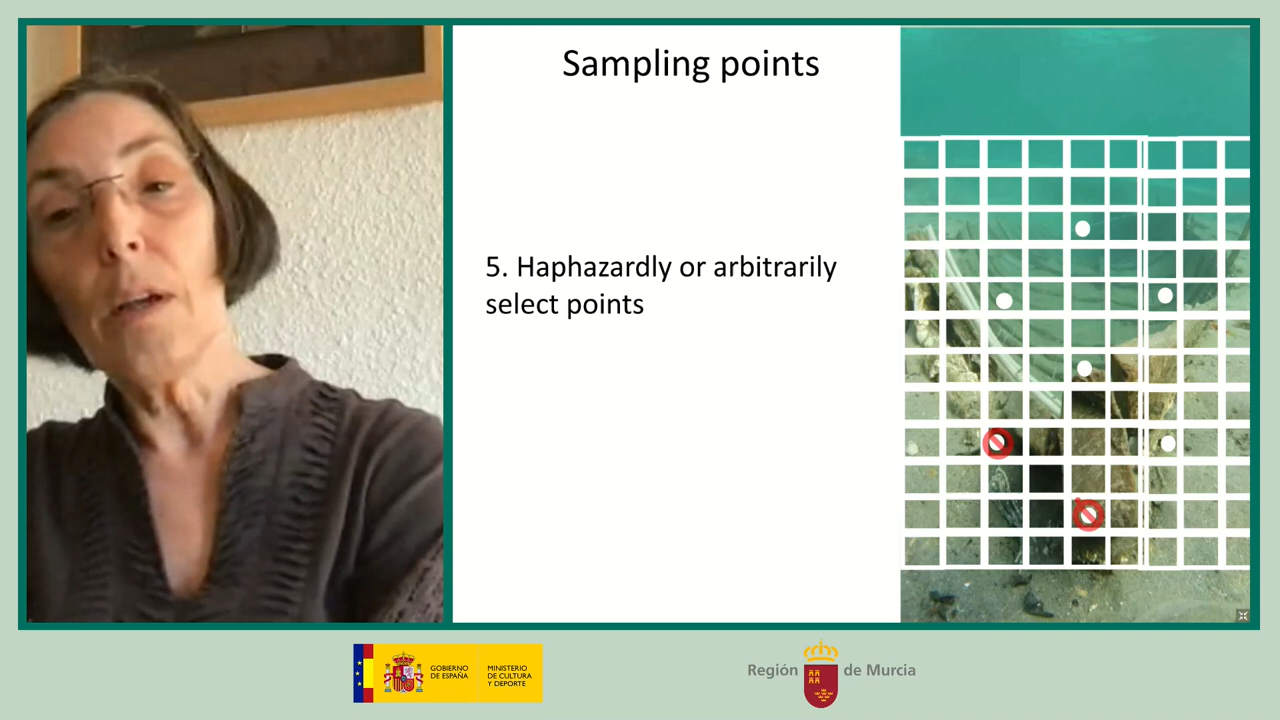 Sampling points
5. Haphazardly or arbitrarily
select points
GOBIERNO
DE ESPAÑA
MINISTERIO
DE CULTURA
Y DEPORTE
Región de Murcia